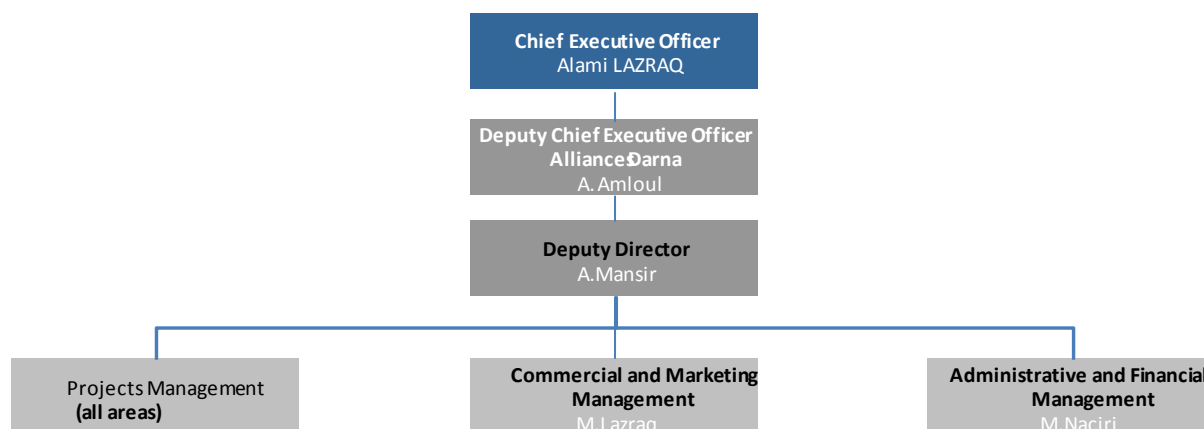 Chief Executive Officer
Alami LAZRAQ
Deputy Chief Executive Officer
Alliances Darna
A. Amloul
Deputy Director
A.Mansir
Projects Management
(all areas)
Commercial and Marketing
Management
M.Lazraq
Administrative and Financial
Management
M.Naciri